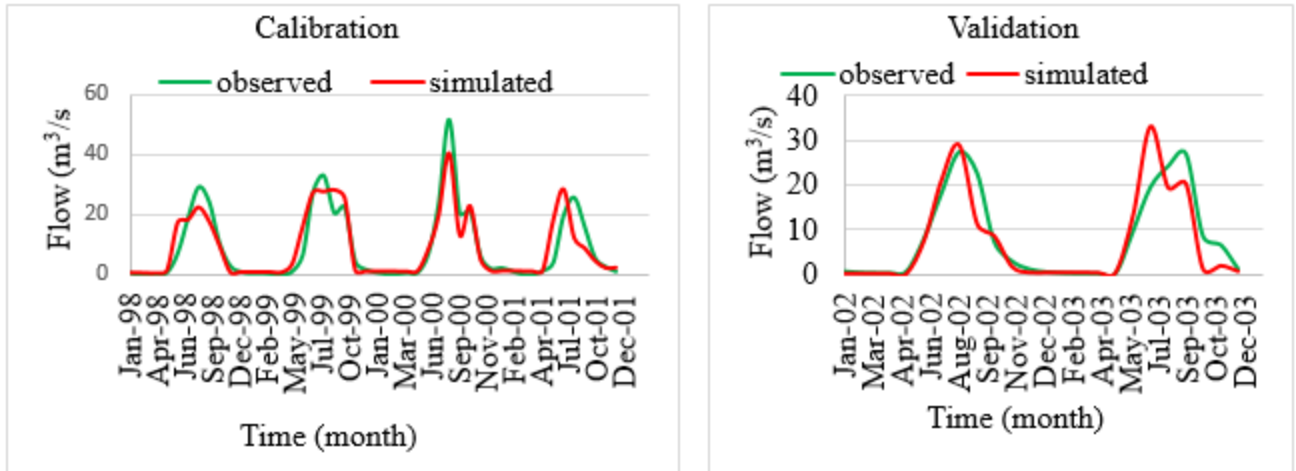 Calibration
observed simulated
Flow (m³/s
60
40
20
0
Jan-98
Apr-98
Jun-98
Sep-98
Dec-98
Feb-99
May-99
Jul-99
Oct-99
Jan-00
Mar-00
Jun-00
Sep-00
Nov-00
Feb-01
Apr-01
Jul-01
Oct-01
Dec-01
Time (month)
Validation
observed simulated
Flow (m³/s)
40
30
20
10
0
Jan-02
Mar-02
Apr-02
Jun-02
Aug-02
Sep-02
Nov-02
Dec-02
Feb-03
Apr-03
May-03
Jul-03
Sep-03
Oct-03
Dec-03
Time (month)